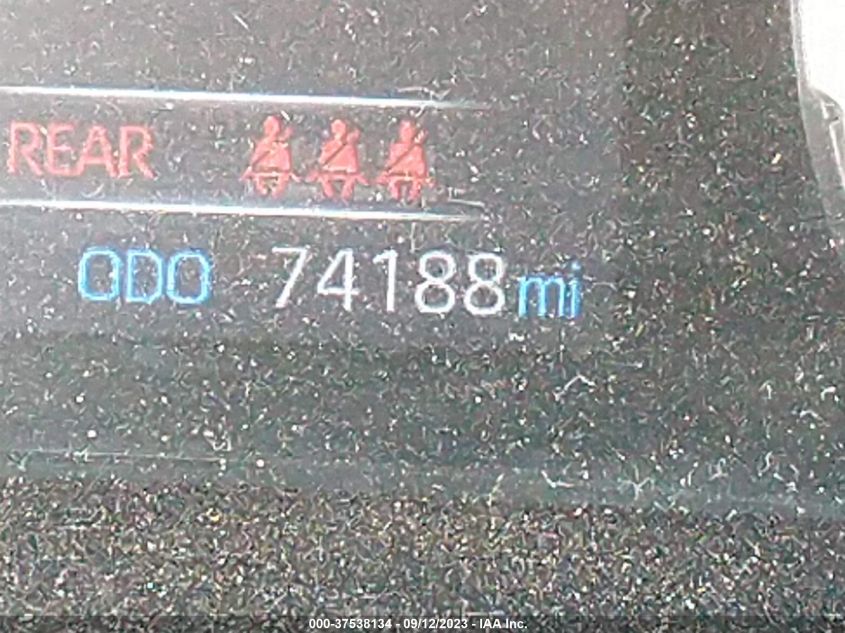 REAR
ODO 74188 mi
000-37538134 - 09/12/2023 - IAA Inc.